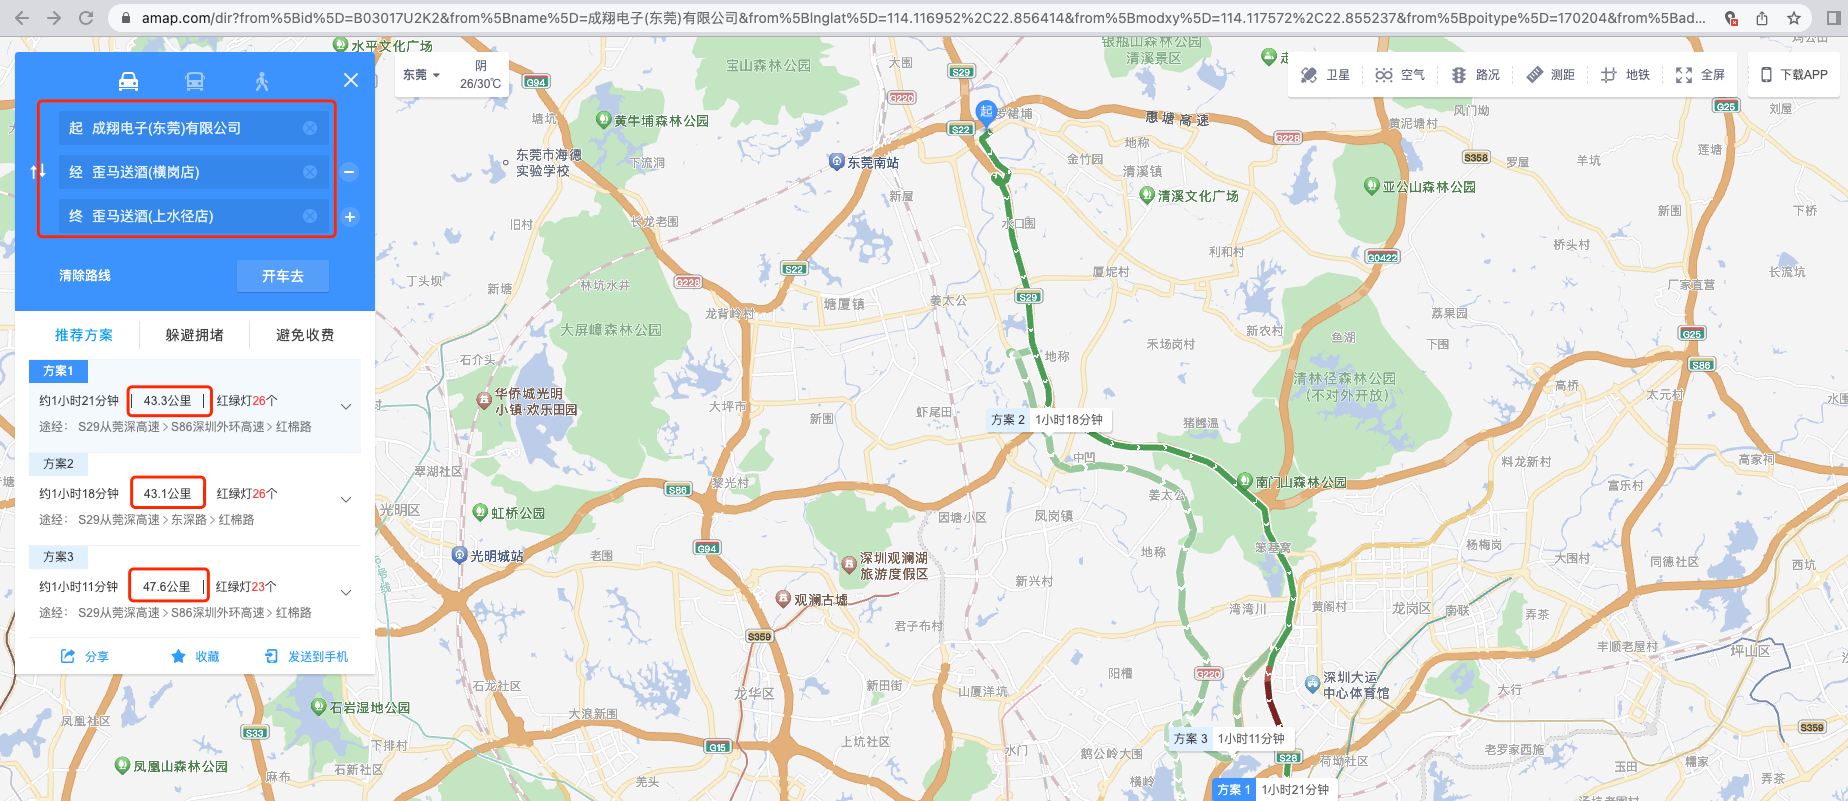 amap.com/dir?from%5Bid%5D=B03017U2K2&from%5Bname%5D=成翔电子(东莞)有限公司&from%5Blnglat%5D=114.116952%2C22.856414&from%5Bmodxy%5D=114.117572%2C22.855237&from%5Bpoitype%5D=170204&from%5Bad...
东莞
阴
26/30℃
卫星
空气
路况
测距
地铁
全屏
下载APP
起 成翔电子(东莞)有限公司
经 歪马送酒(横岗店)
终 歪马送酒(上水径店)
清除路线
开车去
推荐方案
躲避拥堵
避免收费
方案1
约1小时21分钟 43.3公里 红绿灯26个
途经： S29从莞深高速 > S86深圳外环高速 > 红棉路
方案2
约1小时18分钟 43.1公里 红绿灯26个
途经： S29从莞深高速 > 东深路 > 红棉路
方案3
约1小时11分钟 47.6公里 红绿灯23个
途经： S29从莞深高速 > S86深圳外环高速 > 红棉路
分享
收藏
发送到手机
水平文化广场
宝山森林公园
大围
S29
银瓶山森林公园
清溪景区
G94
G220
塘坑
黄牛埔森林公园
S22
起
罗裙埔
惠塘高速
G228
风门坳
黄泥塘村
G25
刘屋
莲塘
东莞市海德
实验学校
下流洞
东莞南站
金竹园
地称
清溪镇
S358
罗屋
羊坑
新屋
清溪文化广场
亚公山森林公园
新围
下桥
旧村
长龙老围
水口围
利和村
G0422
桥头村
长流坑
丁头坝
新塘
林坑水井
S22
G228
塘厦镇
姜太公
S29
厦坭村
厂家直营
大屏嶂森林公园
龙背岭村
新农村
鱼湖
荔果园
G25
石介头
地称
禾场岗村
下围
S86
华侨城光明
小镇·欢乐田园
大坪市
新围
虾尾田
清林径森林公园
(不对外开放)
高桥
太元村
方案 2 1小时18分钟
猪乸温
翠湖社区
黎光村
中凹
料龙新村
高家祠
光明区
虹桥公园
S86
姜太公
南门山森林公园
富乐村
因塘小区
凤岗镇
G94
光明城站
老围
深圳观澜湖
旅游度假区
地称
笨基窝
杨梅岗
大围村
同德社区
西坑
新兴村
观澜古墟
湾湾川
黄阁村
龙岗区
南联
弄茶
君子布村
S359
丰顺老屋村
坪山区
石龙社区
龙华区
新田街
山厦洋坑
阳槽
G220
深圳大运
中心体育馆
大行
凤凰社区
石岩湿地公园
大浪新围
S33
下排村
G15
上坑社区
水门
鹅公岭大围
方案 3 1小时11分钟
S28
荷坳社区
老罗家西施
S359
凤凰山森林公园
麻布
石新社区
羌头
横岭
方案 1 1小时21分钟
玉田
糯家
弄茶